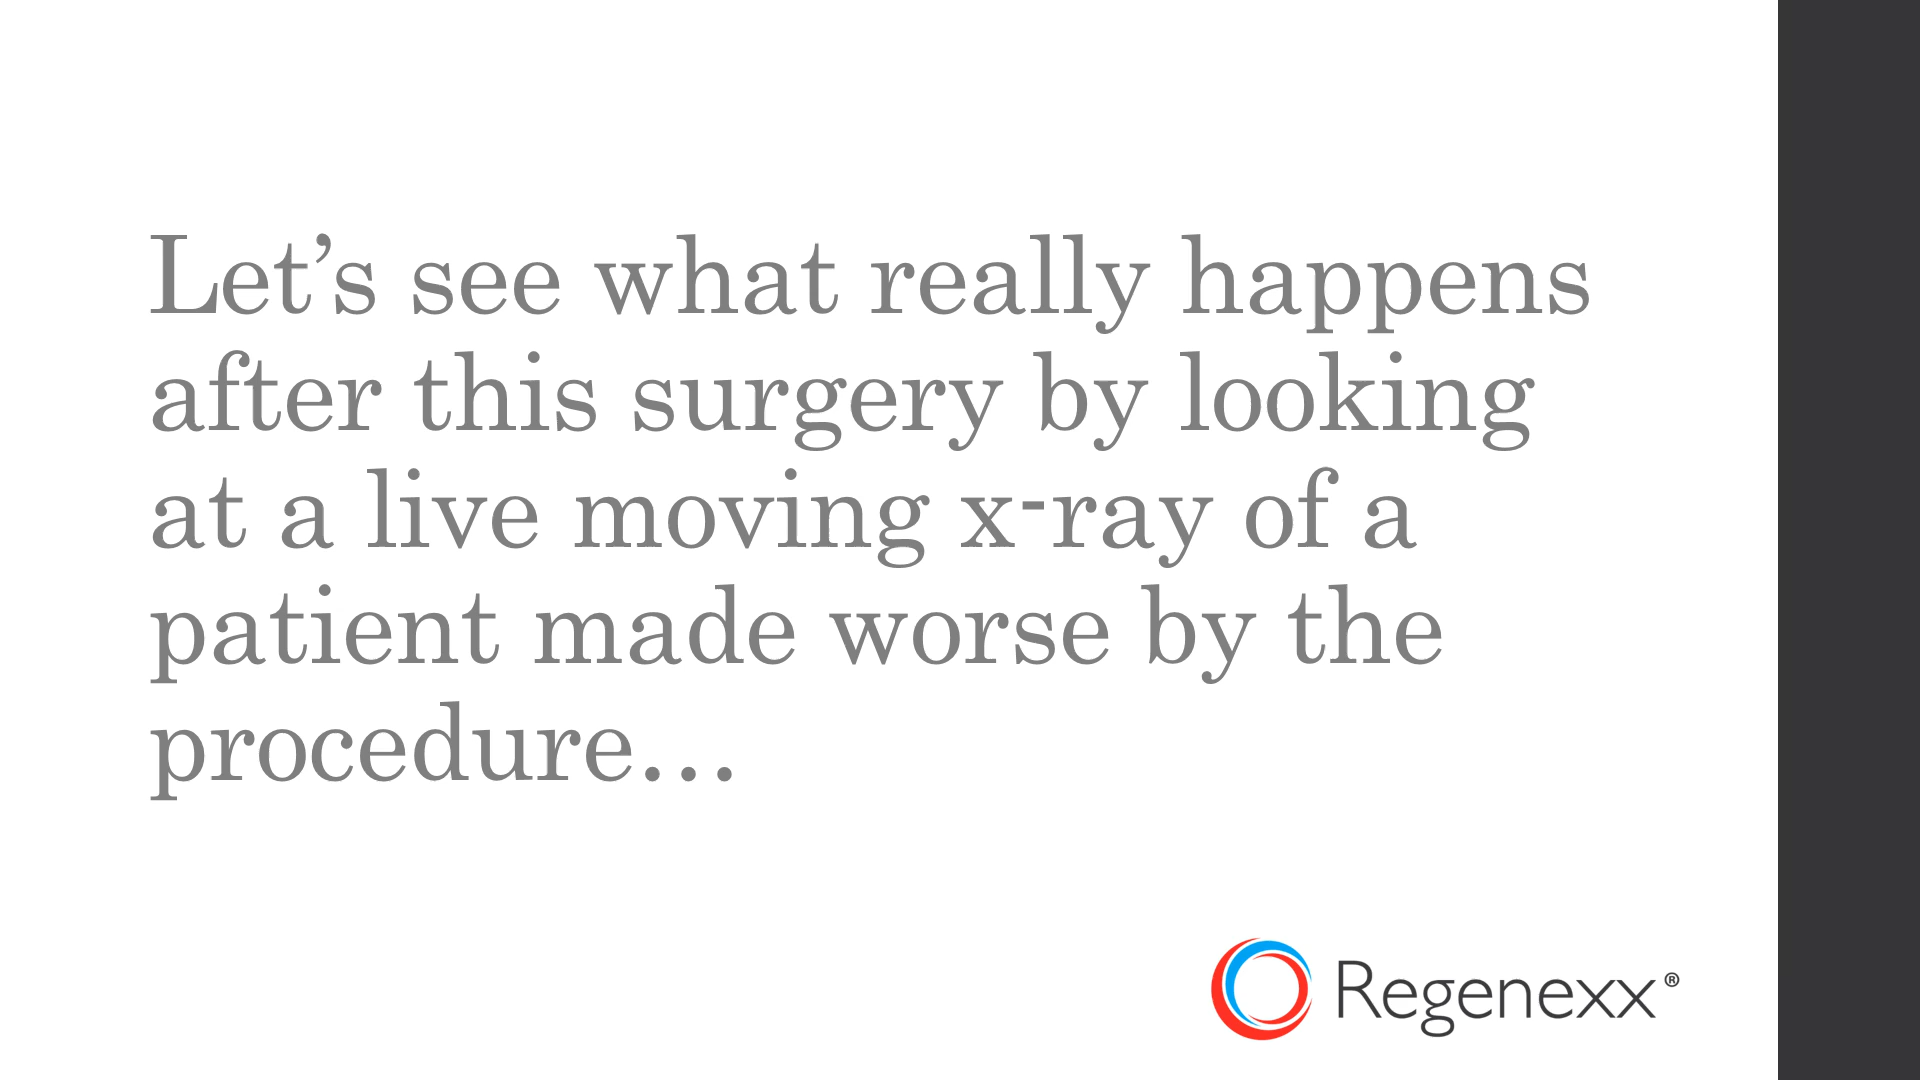 Let’s see what really happens
after this surgery by looking
at a live moving x-ray of a
patient made worse by the
procedure…
Regenexx®